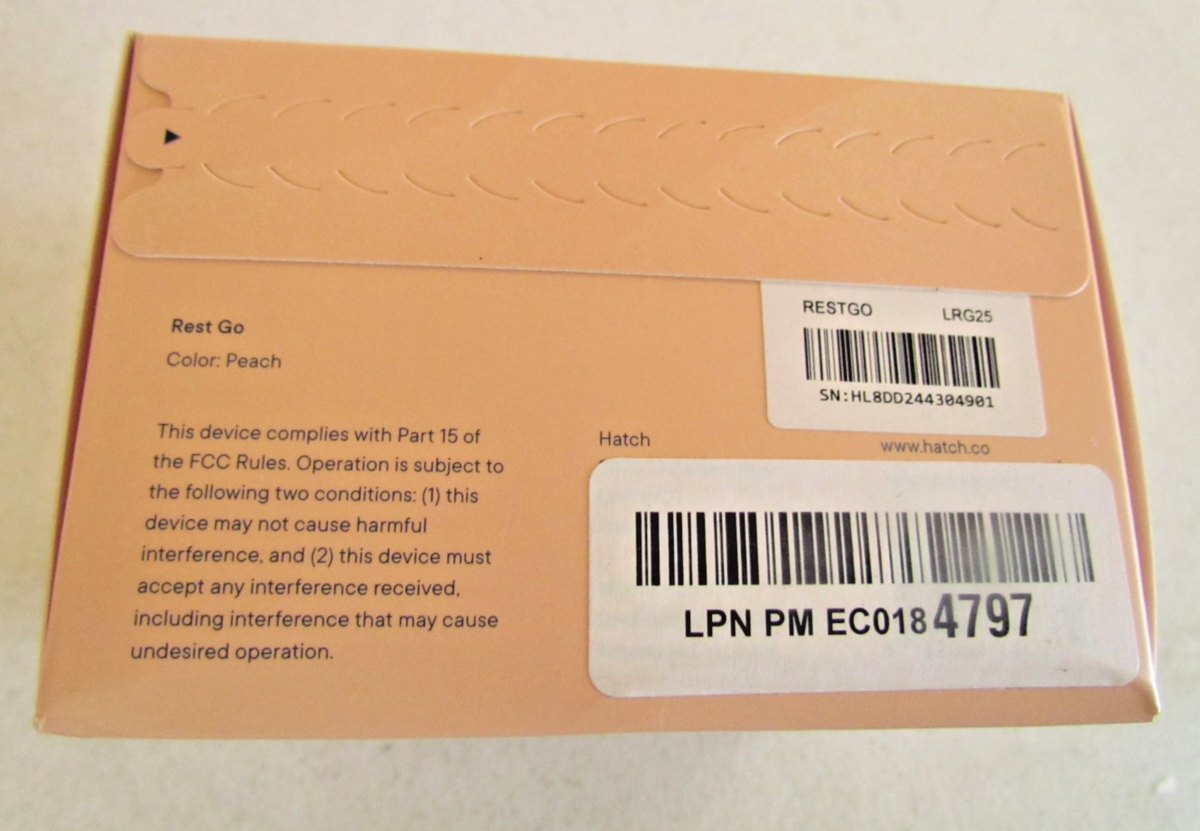 Rest Go
Color: Peach
This device complies with Part 15 of
the FCC Rules. Operation is subject to
the following two conditions: (1) this
device may not cause harmful
interference, and (2) this device must
accept any interference received,
including interference that may cause
undesired operation.
RESTGO LRG25
SN:HL8DD244304901
Hatch www.hatch.co
LPN PM EC0184797